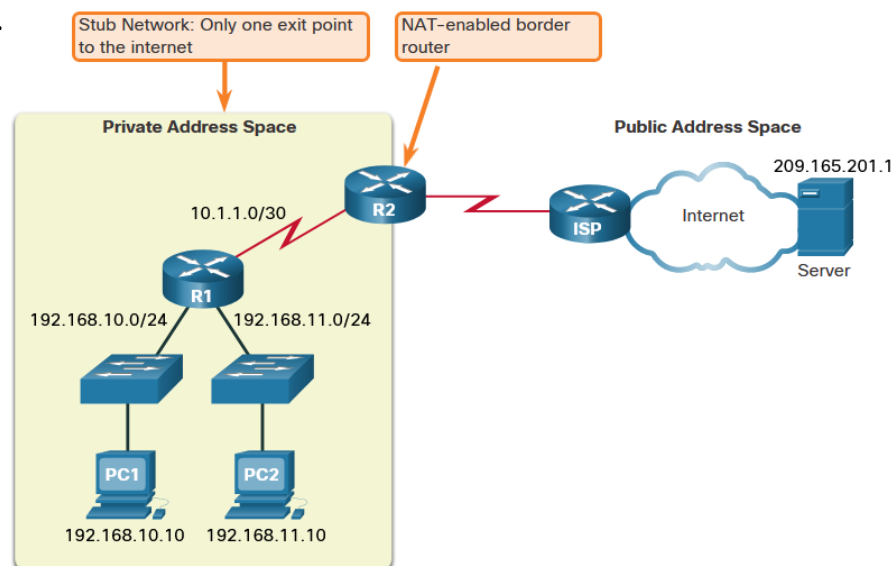 Stub Network: Only one exit point
to the internet
NAT-enabled border
router
Private Address Space
Public Address Space
209.165.201.1
10.1.1.0/30
R2
ISP
Internet
Server
R1
192.168.10.0/24
192.168.11.0/24
PC1
PC2
192.168.10.10
192.168.11.10